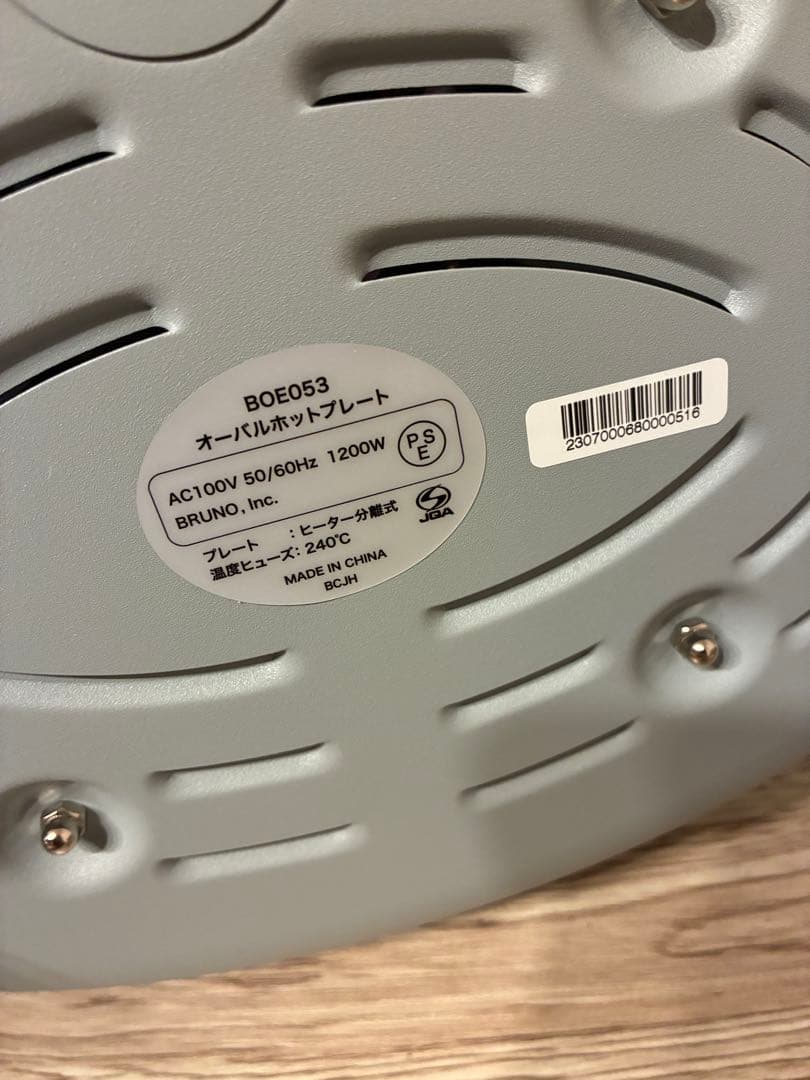 BOE053
オーバルホットプレート
AC100V 50/60Hz 1200W
BRUNO, Inc.
PSE
プレート　：ヒーター分離式
温度ヒューズ：240℃
JQA
MADE IN CHINA
BCJH
2307000680000516